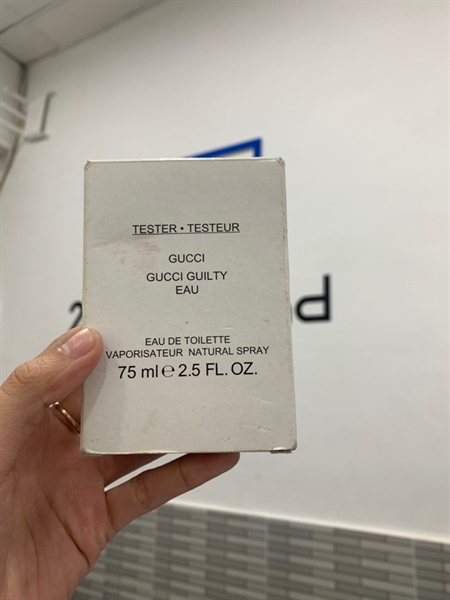 TESTER • TESTEUR
GUCCI
GUCCI GUILTY
EAU
EAU DE TOILETTE
VAPORISATEUR NATURAL SPRAY
75 ml ℮ 2.5 FL. OZ.